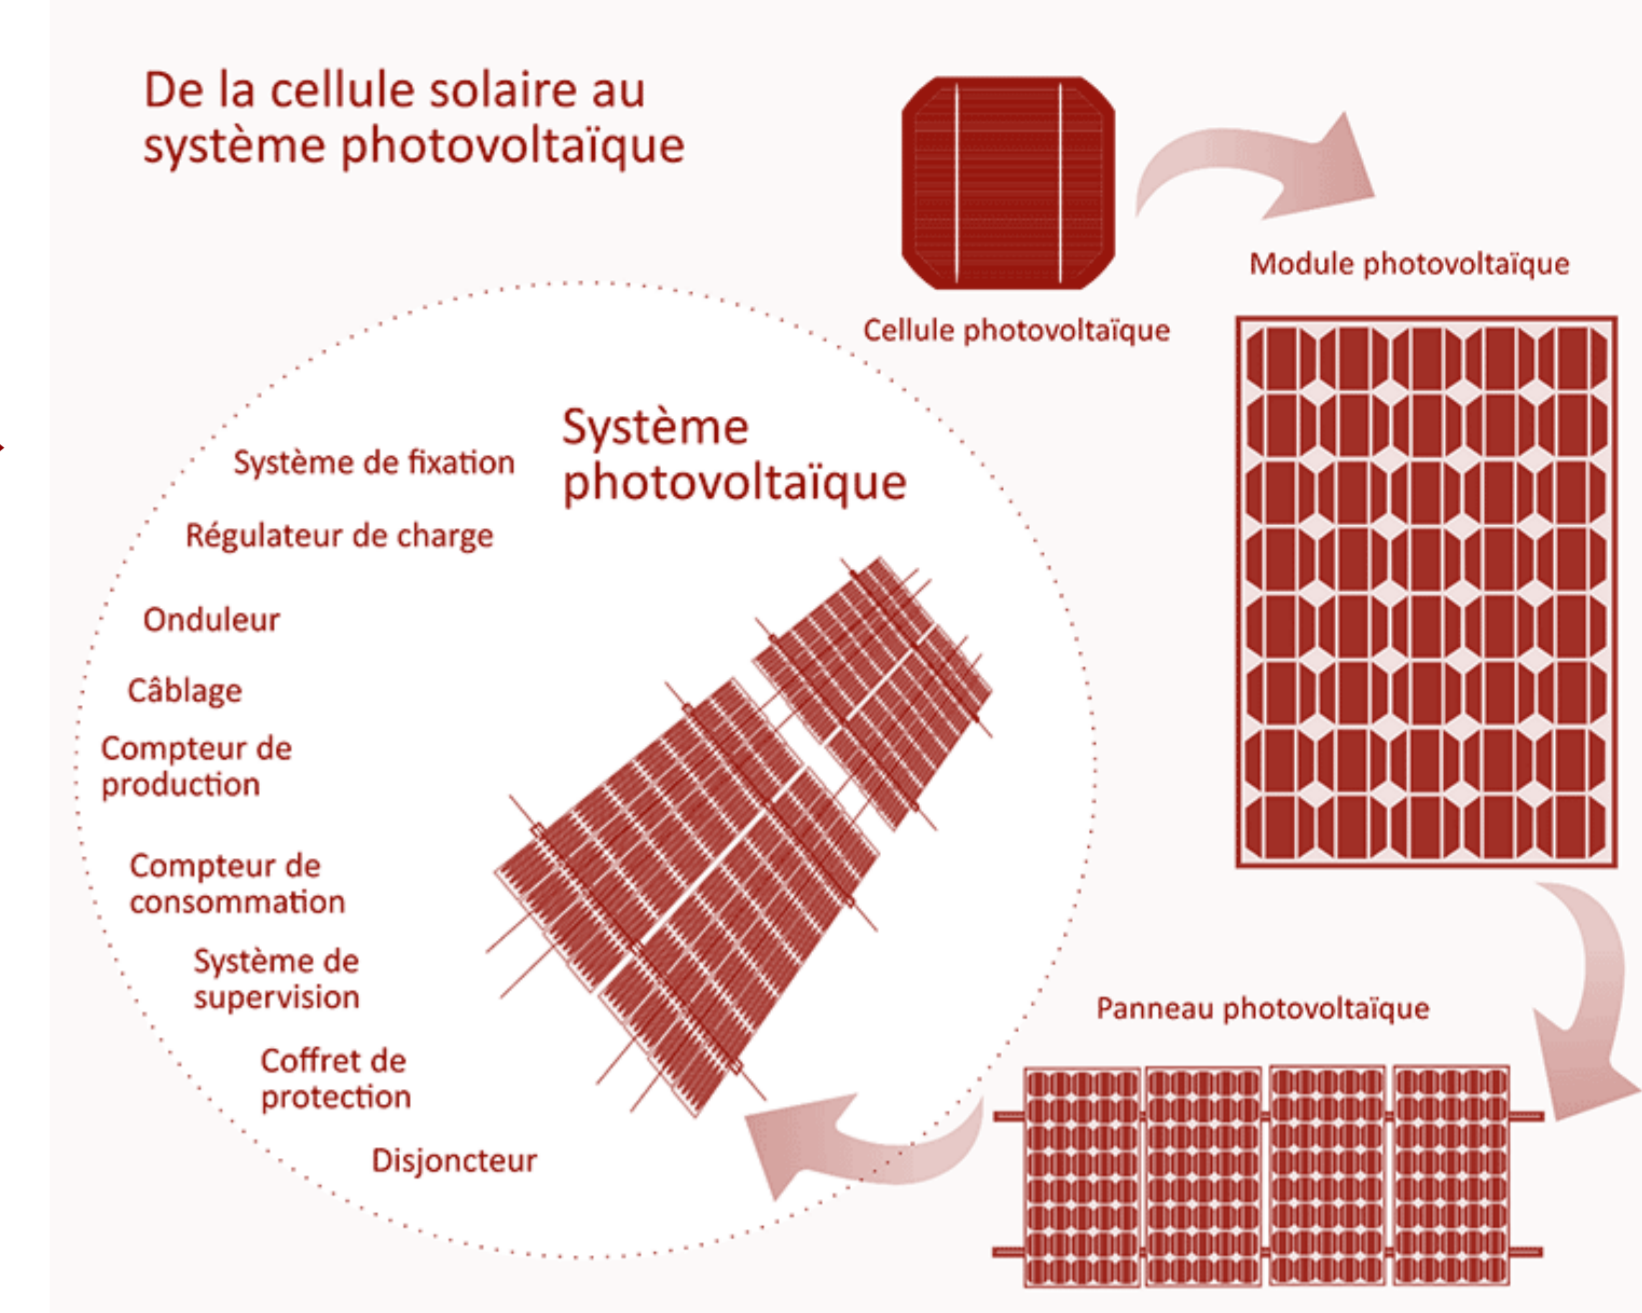 De la cellule solaire au
système photovoltaïque
Cellule photovoltaïque
Module photovoltaïque
Système
photovoltaïque
Système de fixation
Régulateur de charge
Onduleur
Câblage
Compteur de
production
Compteur de
consommation
Système de
supervision
Coffret de
protection
Disjoncteur
Panneau photovoltaïque